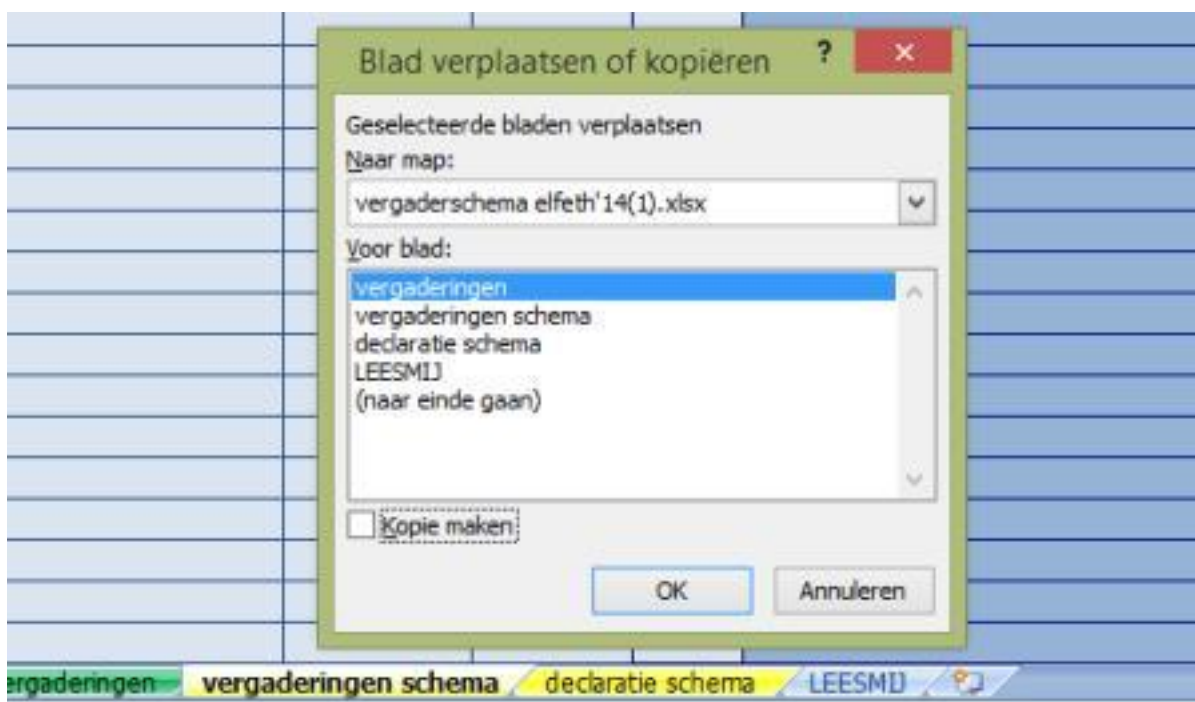 Blad verplaatsen of kopiëren ? ×
Geselecteerde bladen verplaatsen
Naar map:
vergaderschema elfeth'14(1).xlsx
Voor blad:
vergaderingen
vergaderingen schema
declaratie schema
LEESMIJ
(naar einde gaan)
Kopie maken
OK Annuleren
ergaderingen vergaderingen schema declaratie schema LEESMIJ